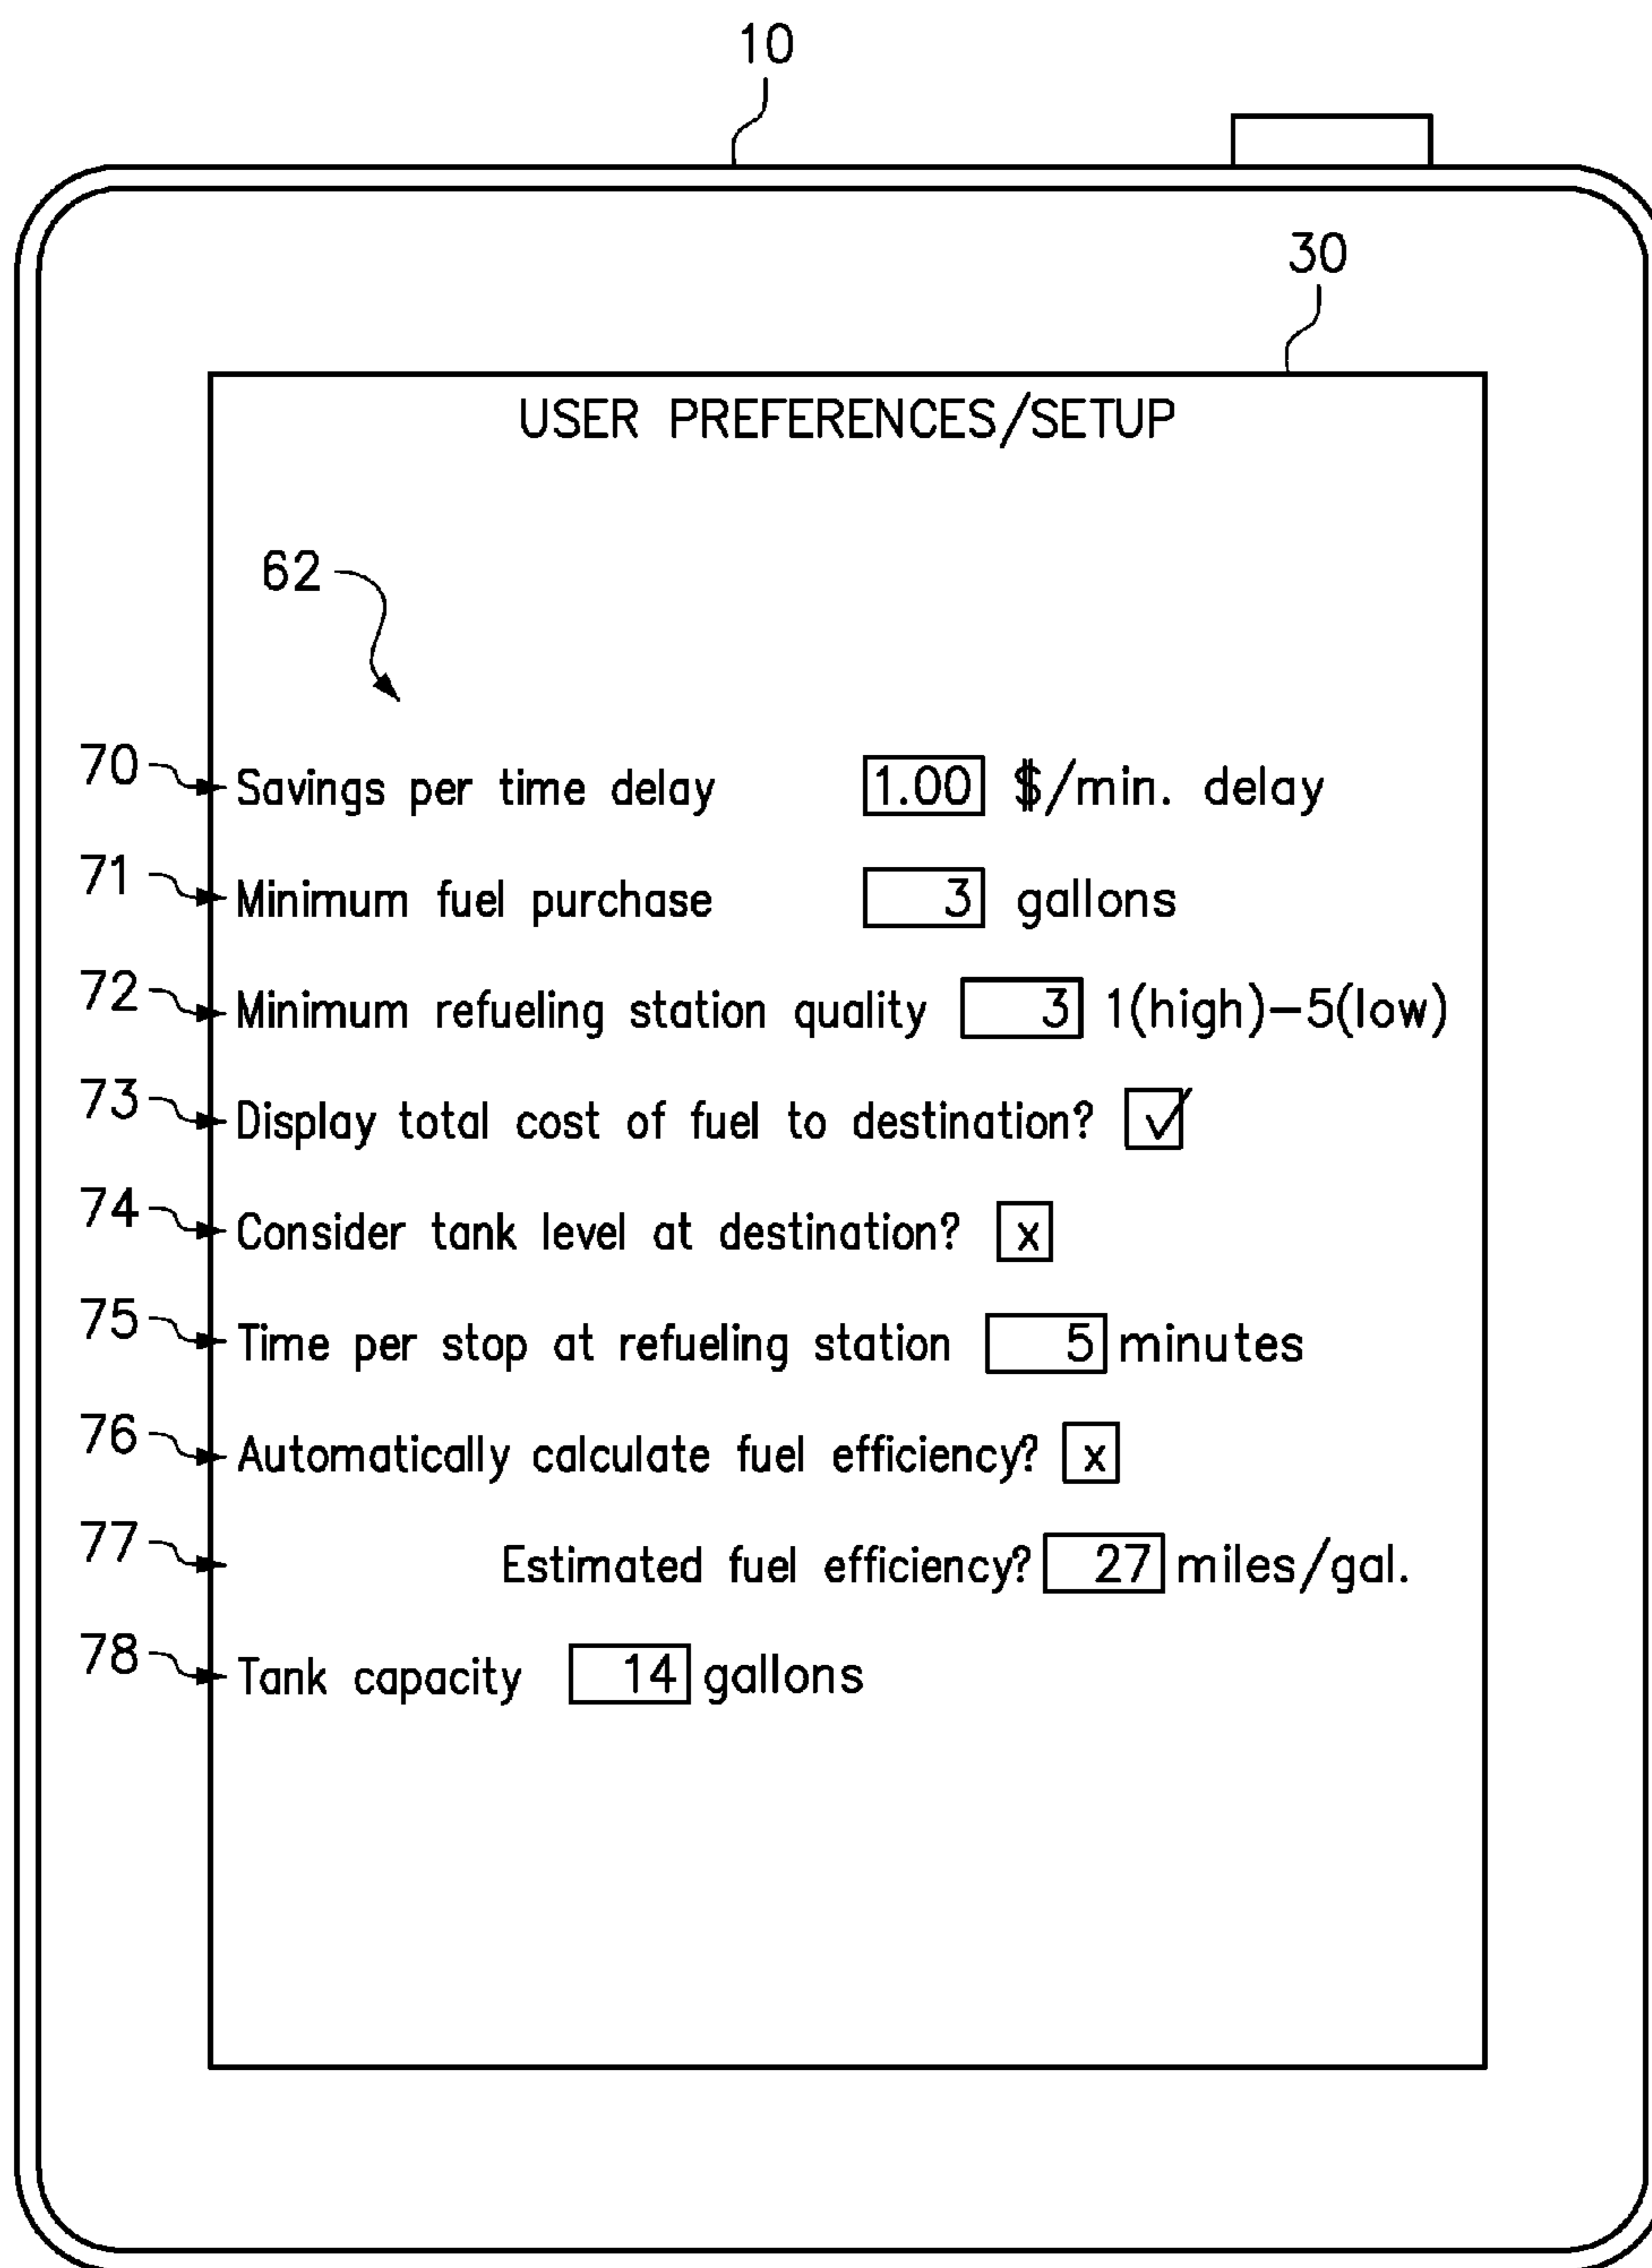 10
30
USER PREFERENCES/SETUP
62
70 Savings per time delay 1.00 $/min. delay
71 Minimum fuel purchase 3 gallons
72 Minimum refueling station quality 3 1(high)-5(low)
73 Display total cost of fuel to destination? ✓
74 Consider tank level at destination? x
75 Time per stop at refueling station 5 minutes
76 Automatically calculate fuel efficiency? x
77 Estimated fuel efficiency? 27 miles/gal.
78 Tank capacity 14 gallons